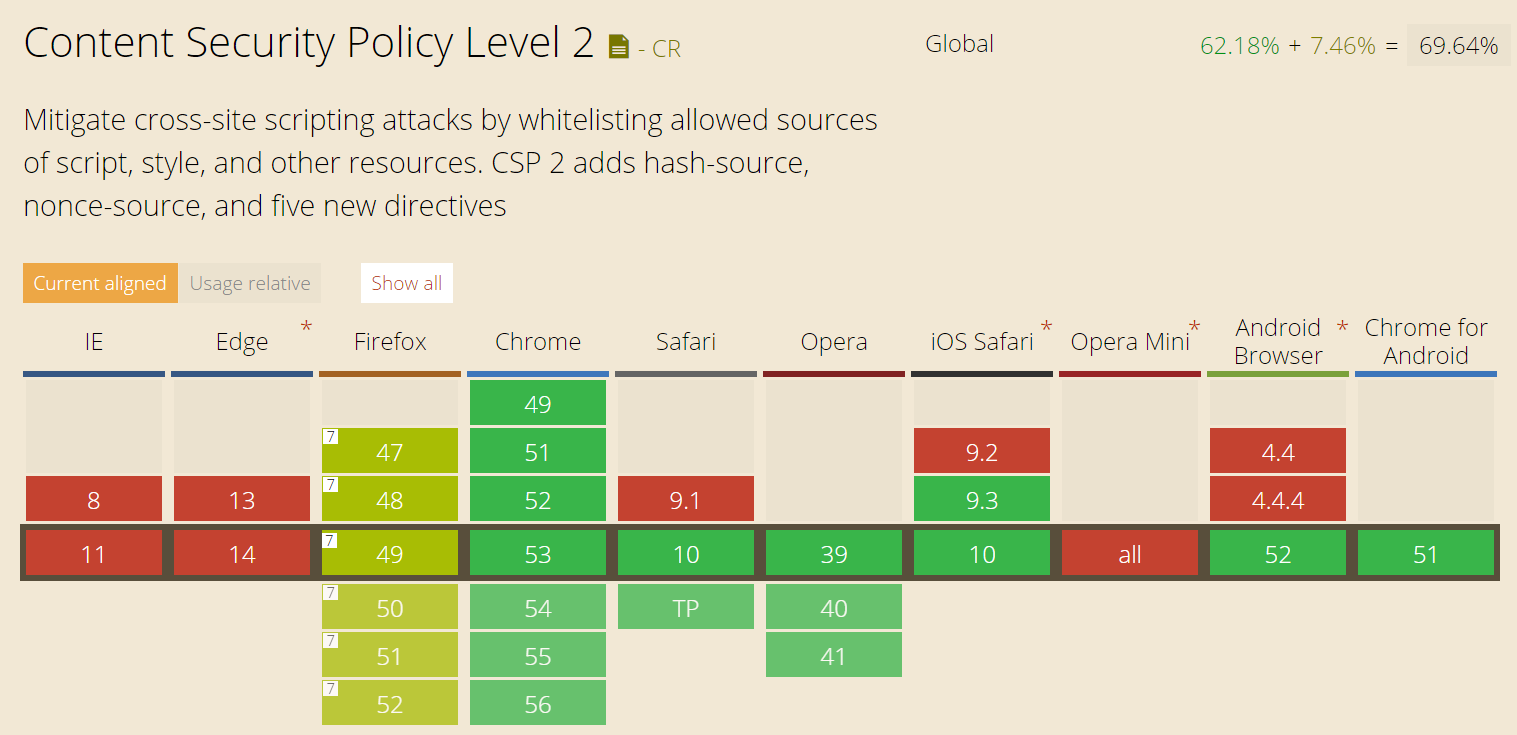 Content Security Policy Level 2 - CR
Global
62.18% + 7.46% = 69.64%
Mitigate cross-site scripting attacks by whitelisting allowed sources
of script, style, and other resources. CSP 2 adds hash-source,
nonce-source, and five new directives
Current aligned Usage relative Show all
IE Edge * Firefox Chrome Safari Opera iOS Safari * Opera Mini * Android Browser * Chrome for Android
49
7 47 51 9.2 4.4
8 13 7 48 52 9.1 9.3 4.4.4
11 14 7 49 53 10 39 10 all 52 51
7 50 54 TP 40
7 51 55 41
7 52 56